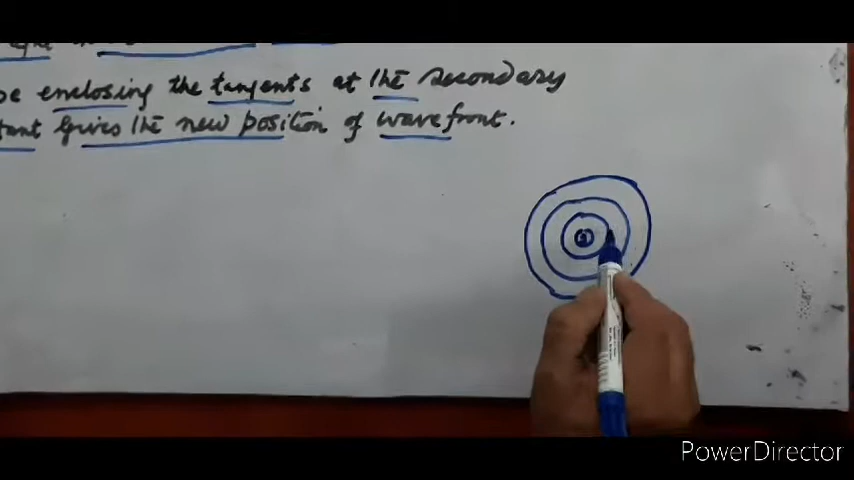 enclosing the tangents at the secondary
gives the new position of wavefront.
PowerDirector